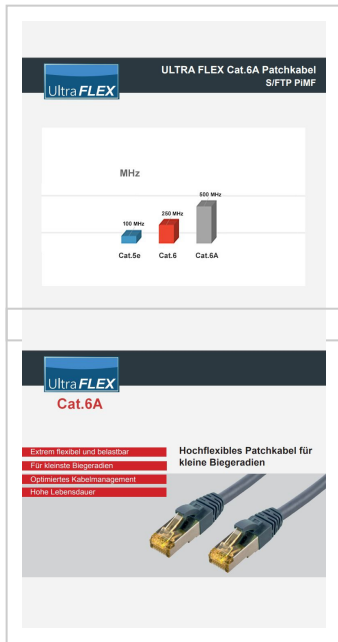 ULTRA FLEX Cat.6A Patchkabel
S/FTP PiMF
Ultra FLEX
MHz
500 MHz
250 MHz
100 MHz
Cat.5e Cat.6 Cat.6A
Ultra FLEX
Cat.6A
Extrem flexibel und belastbar
Für kleinste Biegeradien
Optimiertes Kabelmanagement
Hohe Lebensdauer
Hochflexibles Patchkabel für
kleine Biegeradien